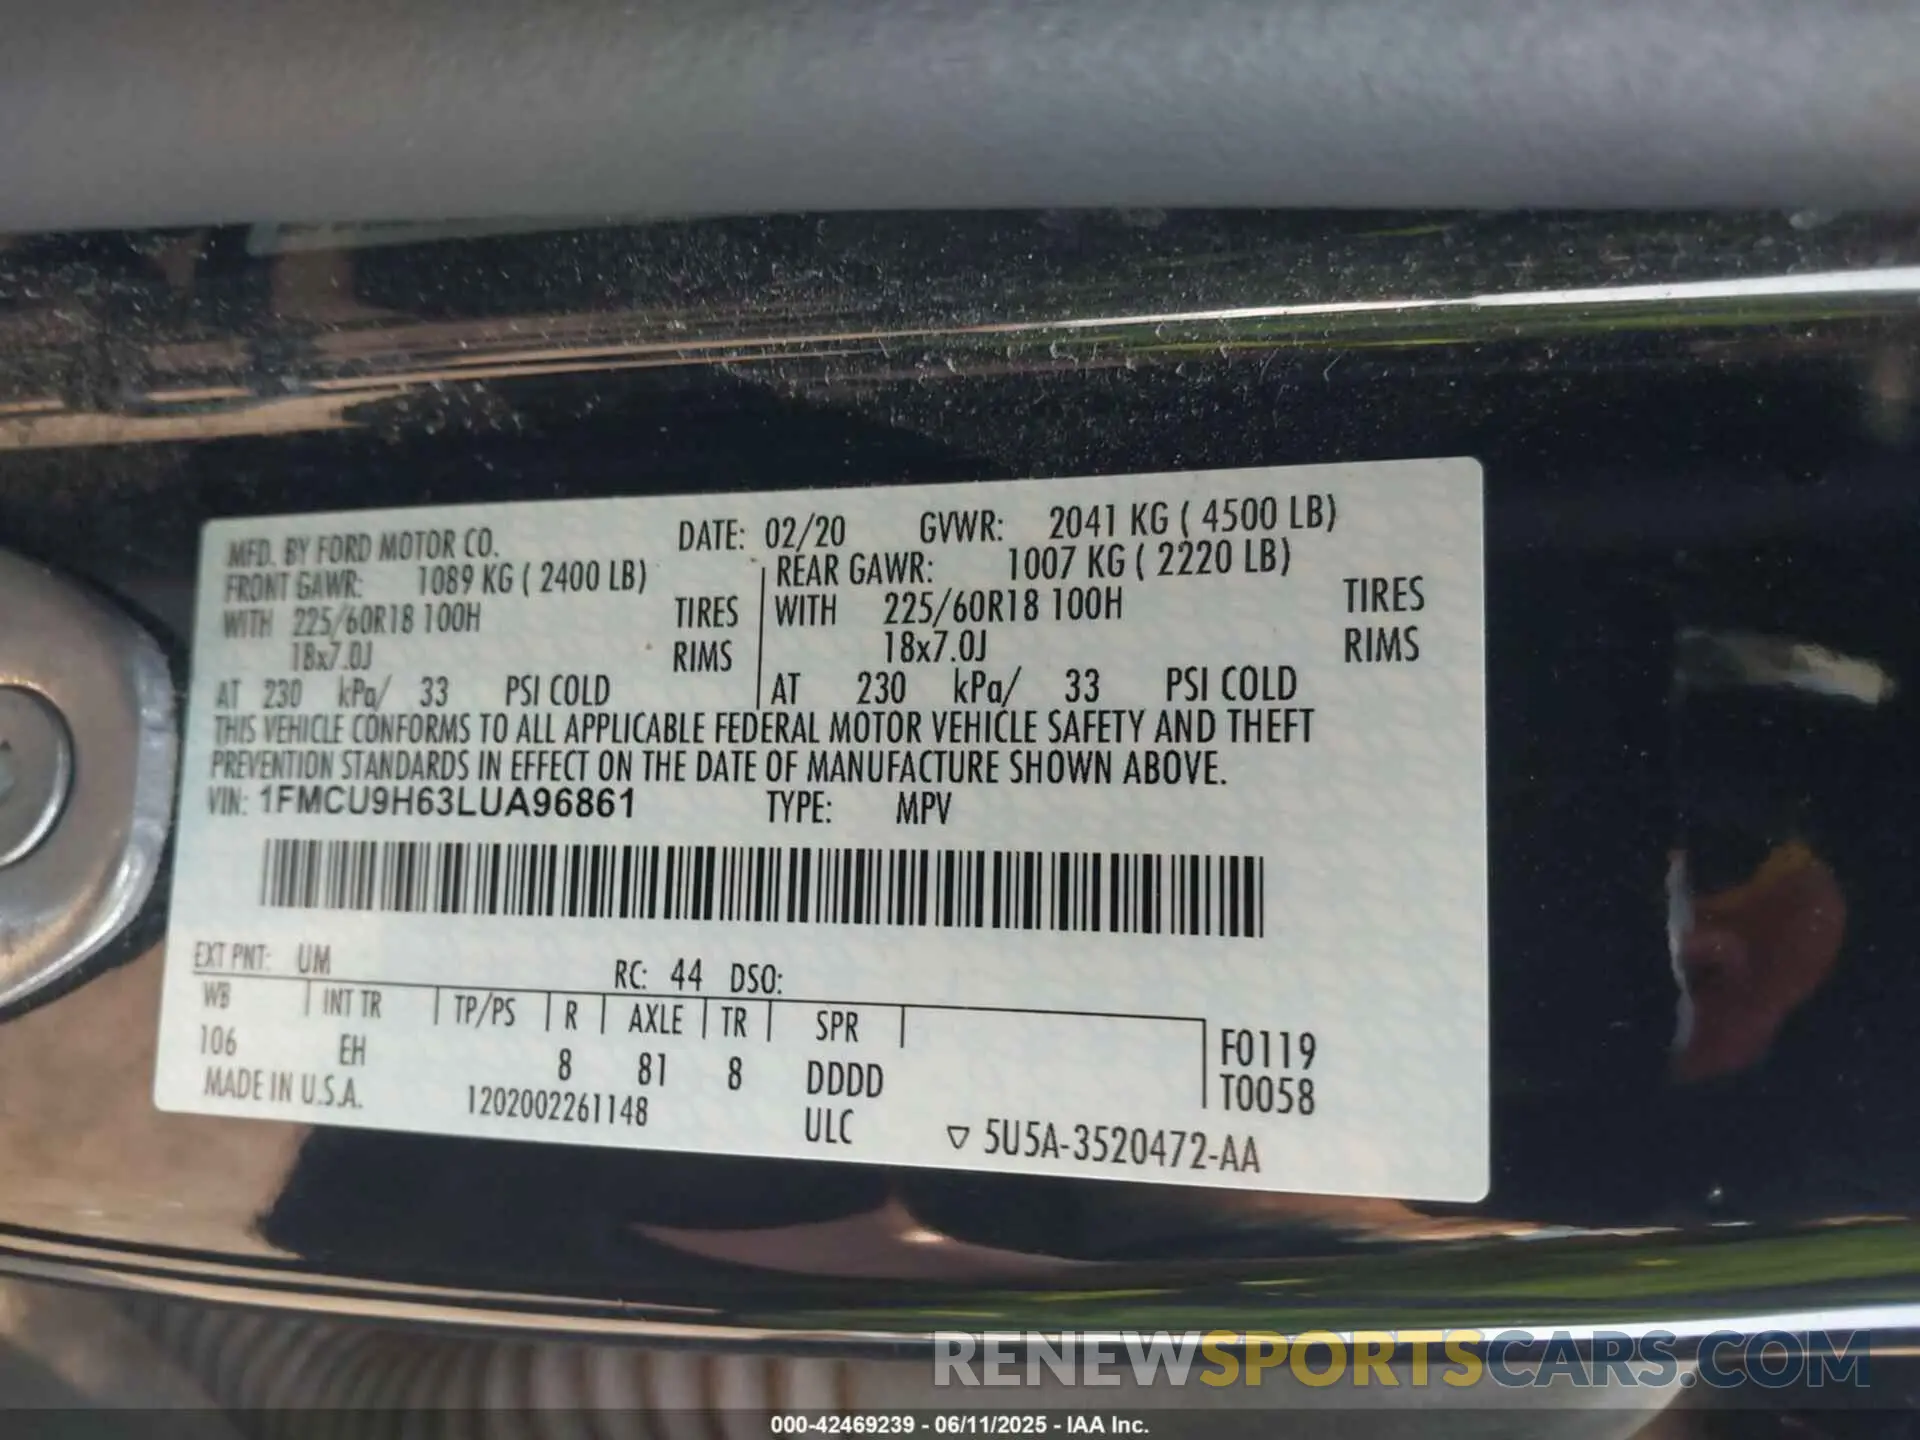 MFD. BY FORD MOTOR CO. DATE: 02/20 GVWR: 2041 KG ( 4500 LB)
FRONT GAWR: 1089 KG ( 2400 LB) REAR GAWR: 1007 KG ( 2220 LB)
WITH 225/60R18 100H TIRES WITH 225/60R18 100H TIRES
18x7.0J RIMS 18x7.0J RIMS
AT 230 kPa/ 33 PSI COLD AT 230 kPa/ 33 PSI COLD
THIS VEHICLE CONFORMS TO ALL APPLICABLE FEDERAL MOTOR VEHICLE SAFETY AND THEFT
PREVENTION STANDARDS IN EFFECT ON THE DATE OF MANUFACTURE SHOWN ABOVE.
VIN: 1FMCU9H63LUA96861 TYPE: MPV
EXT PNT: UM RC: 44 DSO:
WB INT TR TP/PS R AXLE TR SPR
106 EH 8 81 8 DDDD F0119
T0058
MADE IN U.S.A. 1202002261148 ULC ▽ 5U5A-3520472-AA
RENEWSPORTSCARS.COM
000-42469239 - 06/11/2025 - IAA Inc.